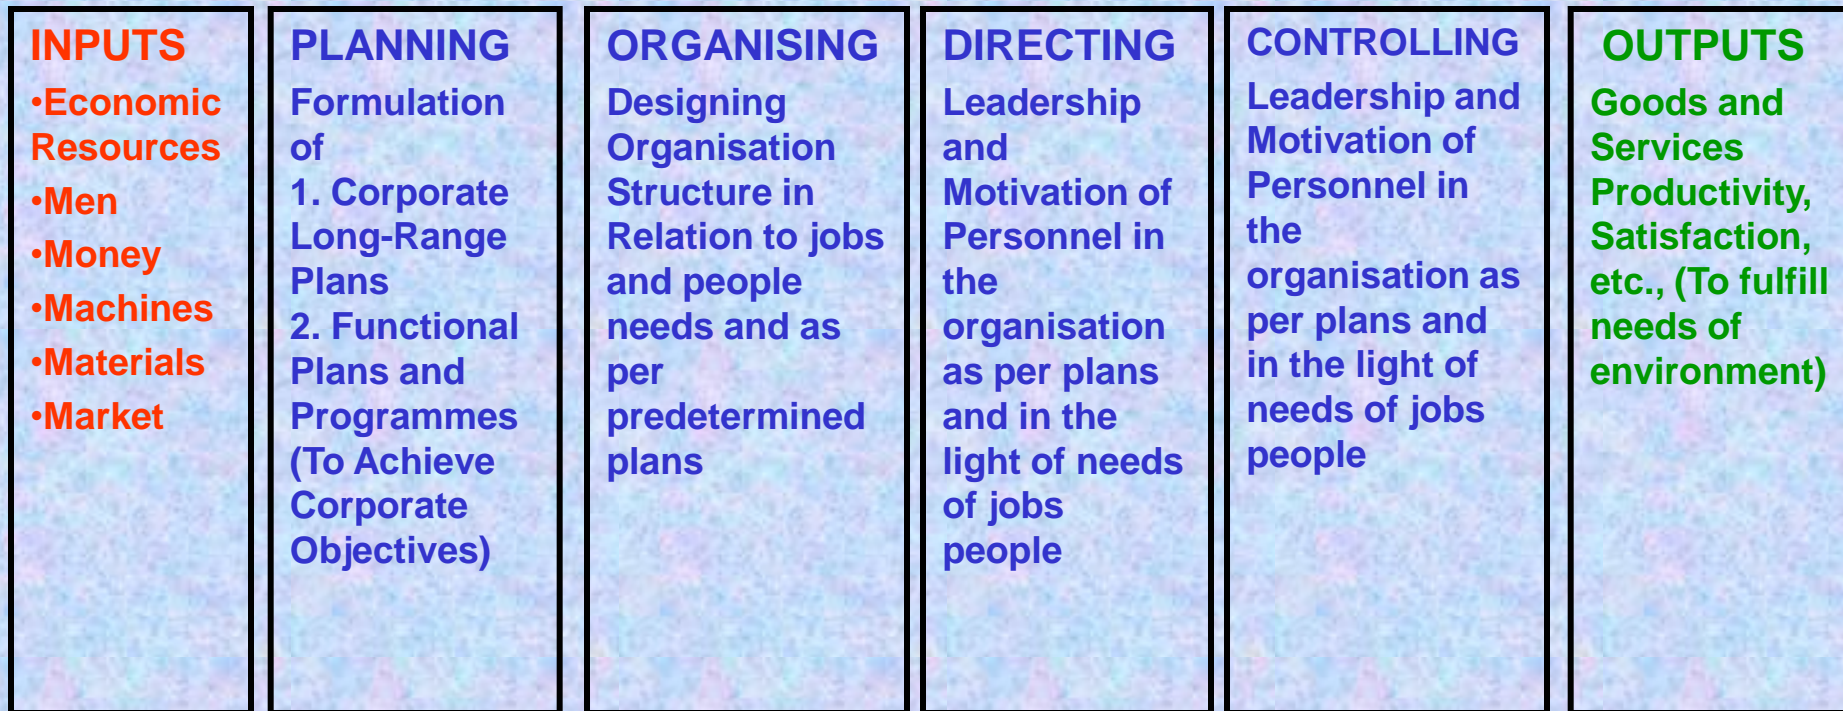 INPUTS
•Economic
Resources
•Men
•Money
•Machines
•Materials
•Market
PLANNING
Formulation
of
1. Corporate
Long-Range
Plans
2. Functional
Plans and
Programmes
(To Achieve
Corporate
Objectives)
ORGANISING
Designing
Organisation
Structure in
Relation to jobs
and people
needs and as
per
predetermined
plans
DIRECTING
Leadership
and
Motivation of
Personnel in
the
organisation
as per plans
and in the
light of needs
of jobs
people
CONTROLLING
Leadership and
Motivation of
Personnel in
the
organisation as
per plans and
in the light of
needs of jobs
people
OUTPUTS
Goods and
Services
Productivity,
Satisfaction,
etc., (To fulfill
needs of
environment)